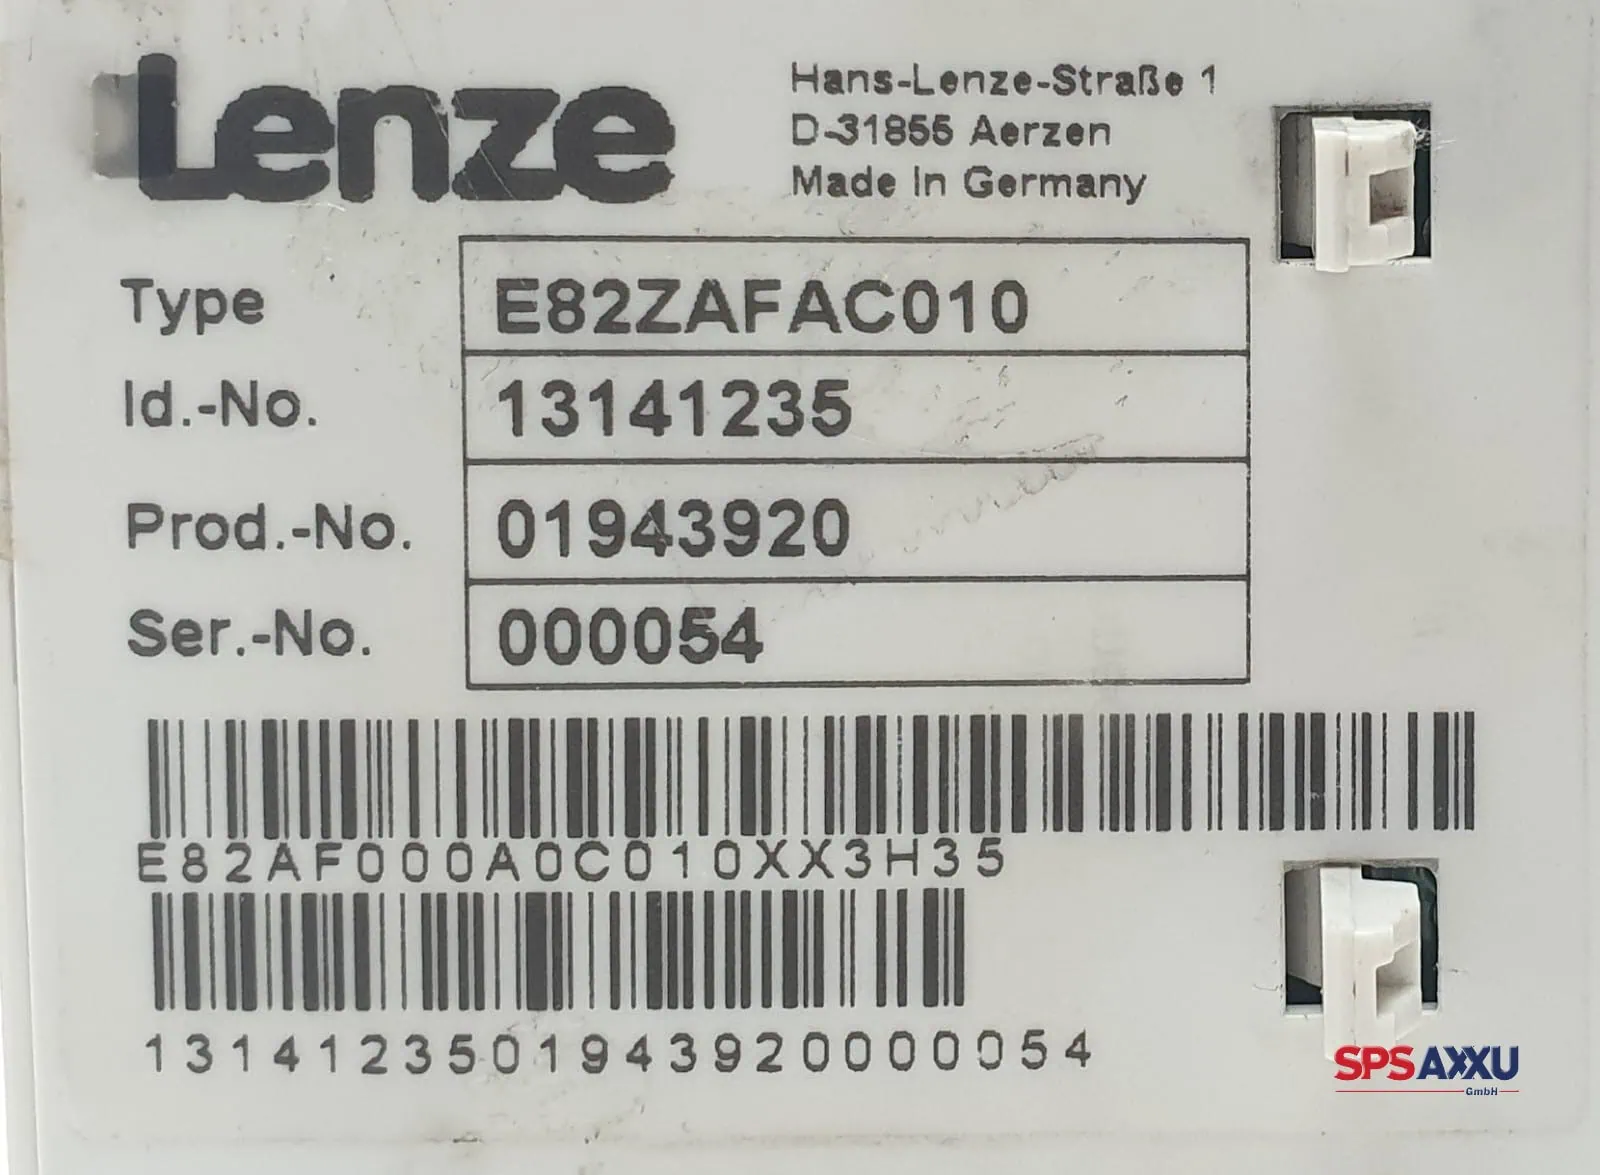 Lenze
Hans-Lenze-Straße 1
D-31855 Aerzen
Made in Germany
Type E82ZAFAC010
Id.-No. 13141235
Prod.-No. 01943920
Ser.-No. 000054
E82AF000A0C010XX3H35
1314123501943920000054
SPSAXXU
GmbH